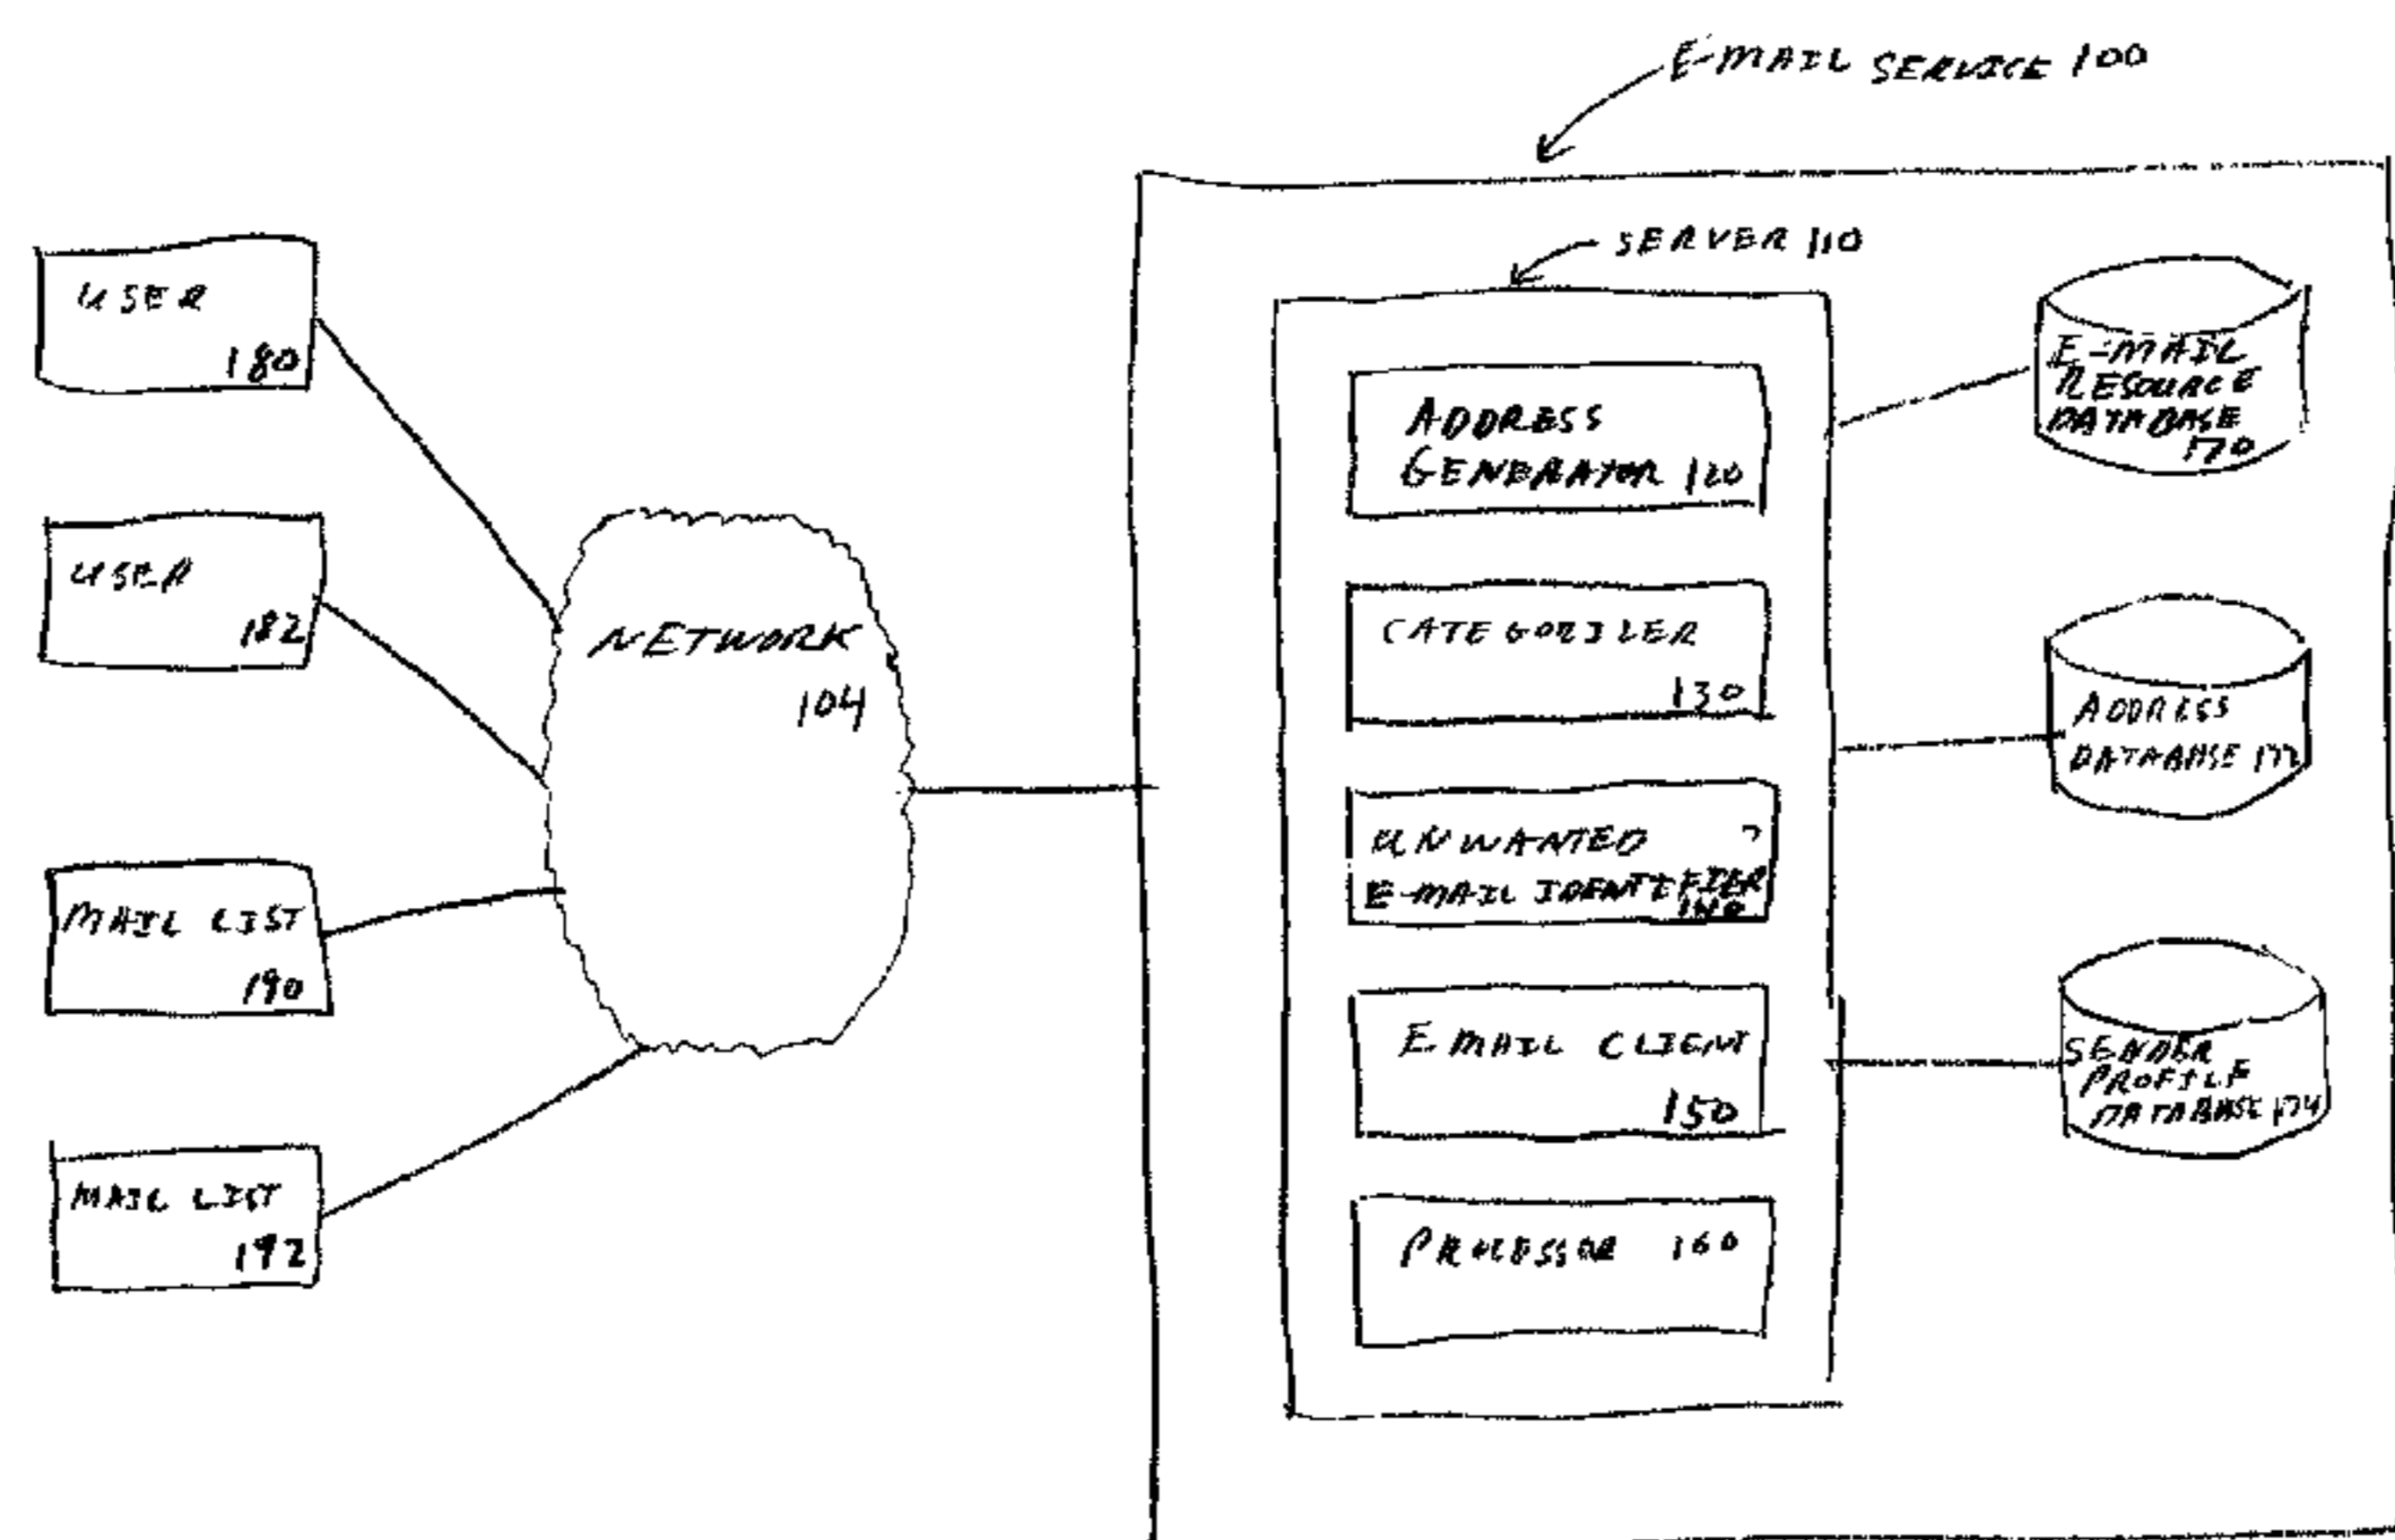 E-MAIL SERVICE 100
SERVER 110
USER
180
USER
182
MAIL LIST
190
MAIL LIST
192
NETWORK
104
ADDRESS
GENERATOR 120
CATEGORIZER
130
UNWANTED
E-MAIL IDENTIFIER
140
E MAIL CLIENT
150
PROCESSOR 160
E-MAIL
RESOURCE
DATABASE
170
ADDRESS
DATABASE 172
SENDER
PROFILE
DATABASE 174